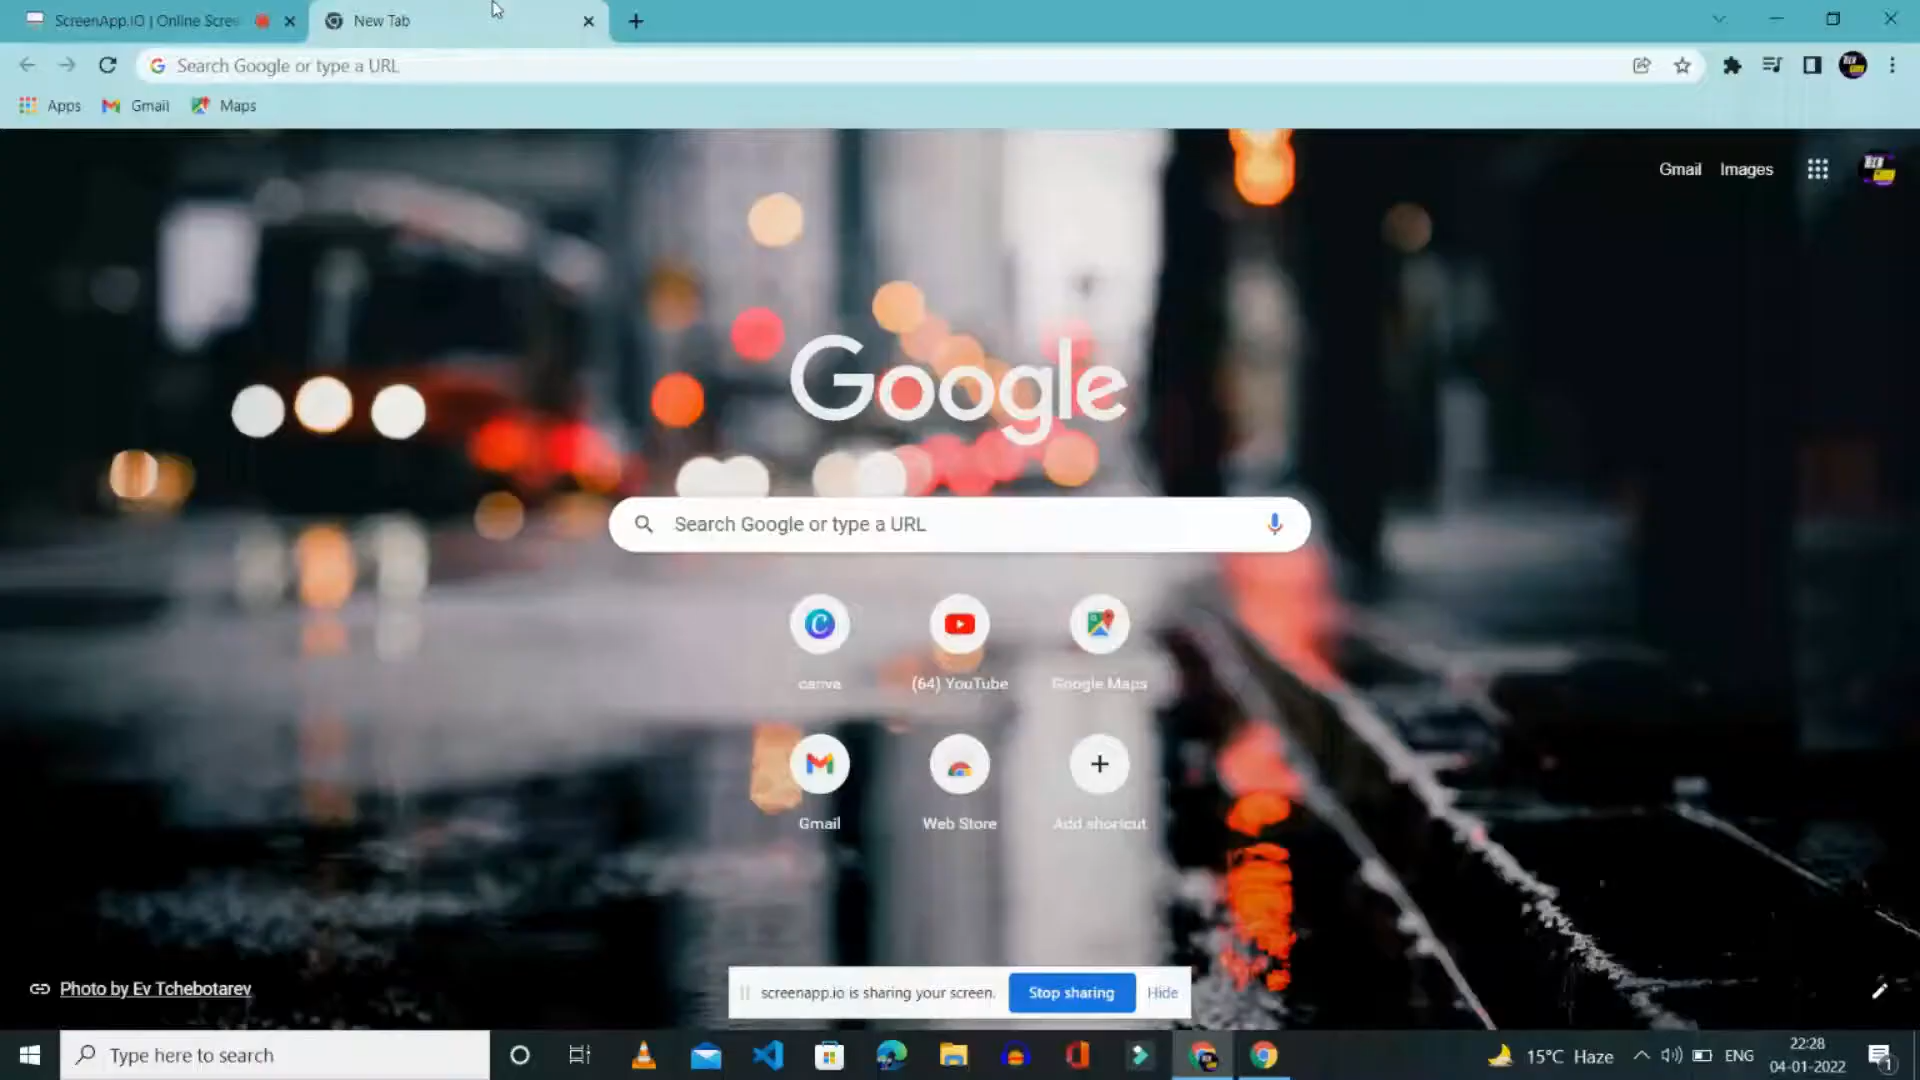 ScreenApp.IO | Online Scree
New Tab
Search Google or type a URL
Apps
Gmail
Maps
Gmail
Images
Google
Search Google or type a URL
canva
(64) YouTube
Google Maps
Gmail
Web Store
Add shortcut
Photo by Ev Tchebotarev
screenapp.io is sharing your screen.
Stop sharing
Hide
Type here to search
15°C Haze
ENG
22:28
04-01-2022
1